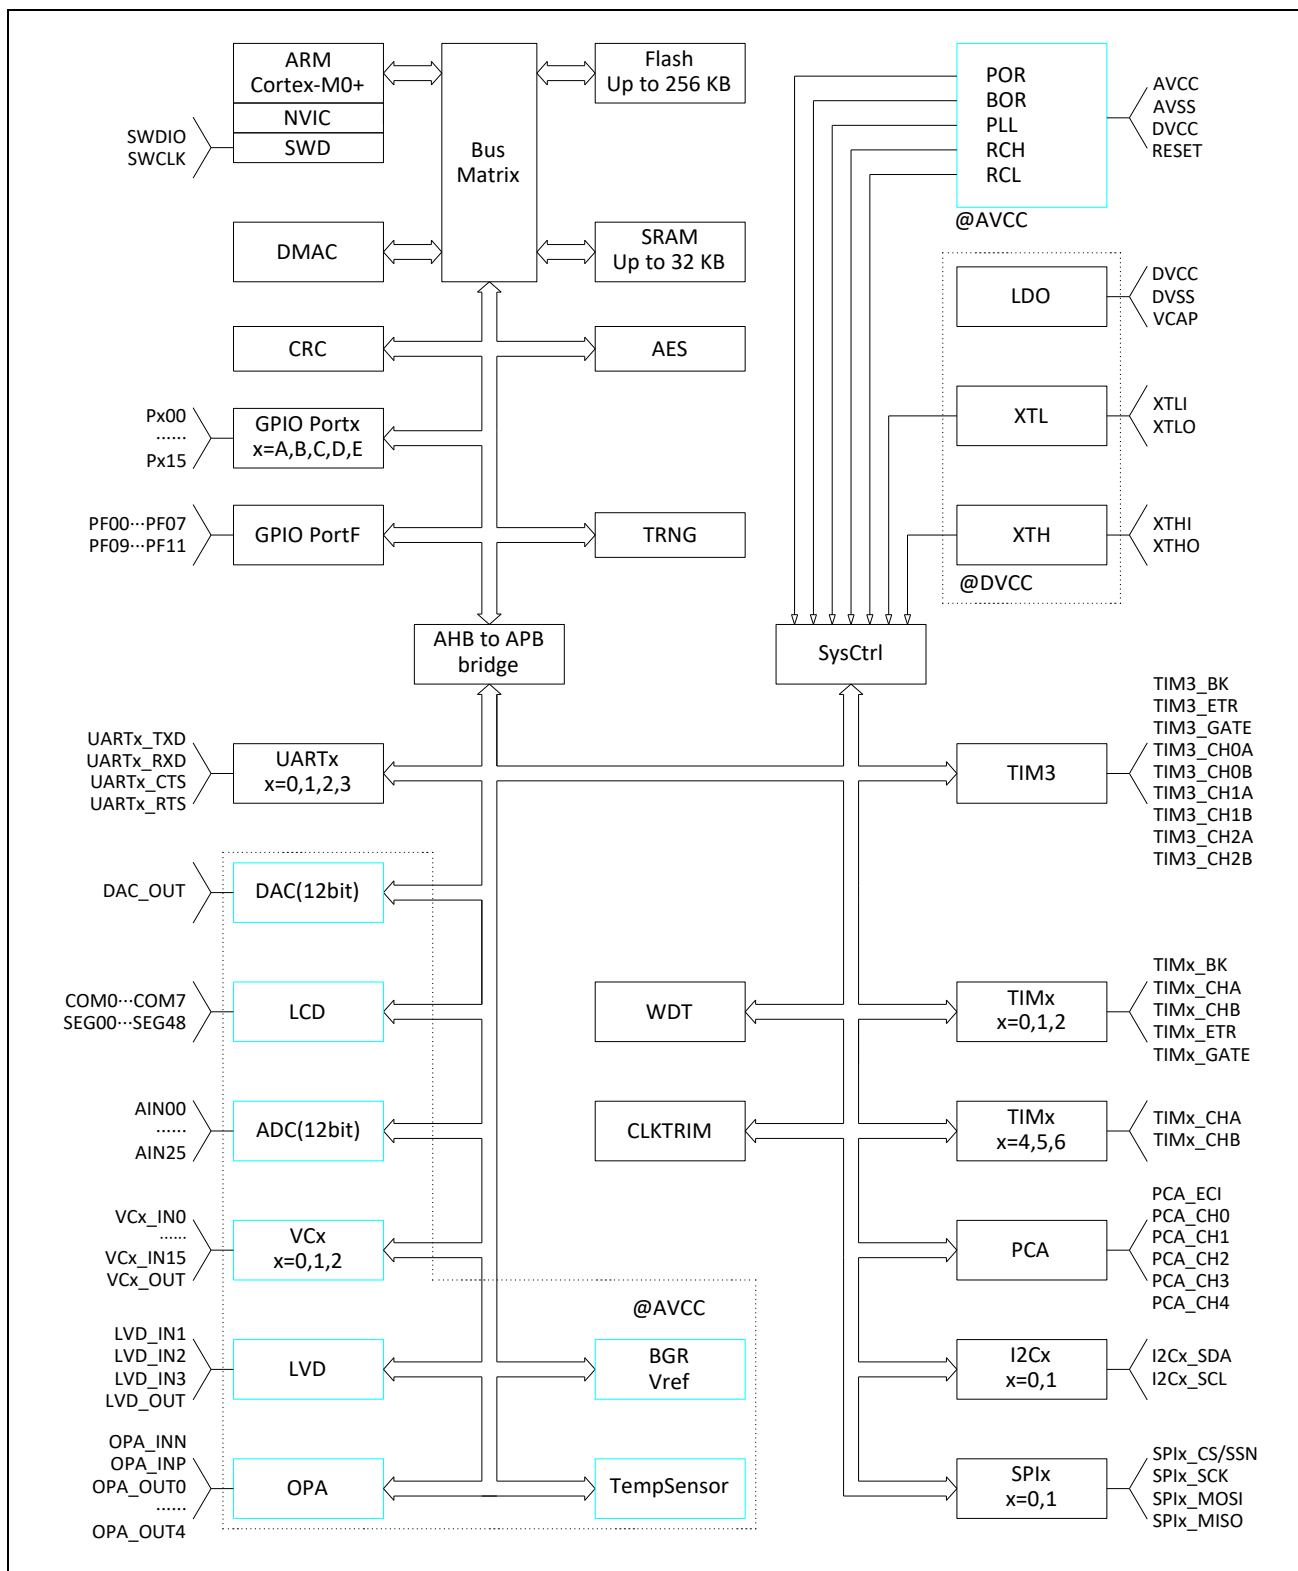 ARM
Cortex-M0+
NVIC
SWD
SWDIO
SWCLK
Bus
Matrix
Flash
Up to 256 KB
DMAC
SRAM
Up to 32 KB
CRC
AES
Px00
······
Px15
GPIO Portx
x=A,B,C,D,E
PF00···PF07
PF09···PF11
GPIO PortF
TRNG
AHB to APB
bridge
POR
BOR
PLL
RCH
RCL
@AVCC
AVCC
AVSS
DVCC
RESET
LDO
DVCC
DVSS
VCAP
XTL
XTLI
XTLO
XTH
@DVCC
XTHI
XTHO
SysCtrl
UARTx_TXD
UARTx_RXD
UARTx_CTS
UARTx_RTS
UARTx
x=0,1,2,3
TIM3
TIM3_BK
TIM3_ETR
TIM3_GATE
TIM3_CH0A
TIM3_CH0B
TIM3_CH1A
TIM3_CH1B
TIM3_CH2A
TIM3_CH2B
DAC_OUT
DAC(12bit)
COM0···COM7
SEG00···SEG48
LCD
WDT
TIMx
x=0,1,2
TIMx_BK
TIMx_CHA
TIMx_CHB
TIMx_ETR
TIMx_GATE
AIN00
······
AIN25
ADC(12bit)
CLKTRIM
TIMx
x=4,5,6
TIMx_CHA
TIMx_CHB
VCx_IN0
······
VCx_IN15
VCx_OUT
VCx
x=0,1,2
PCA
PCA_ECI
PCA_CH0
PCA_CH1
PCA_CH2
PCA_CH3
PCA_CH4
@AVCC
LVD_IN1
LVD_IN2
LVD_IN3
LVD_OUT
LVD
BGR
Vref
I2Cx
x=0,1
I2Cx_SDA
I2Cx_SCL
OPA_INN
OPA_INP
OPA_OUT0
······
OPA_OUT4
OPA
TempSensor
SPIx
x=0,1
SPIx_CS/SSN
SPIx_SCK
SPIx_MOSI
SPIx_MISO